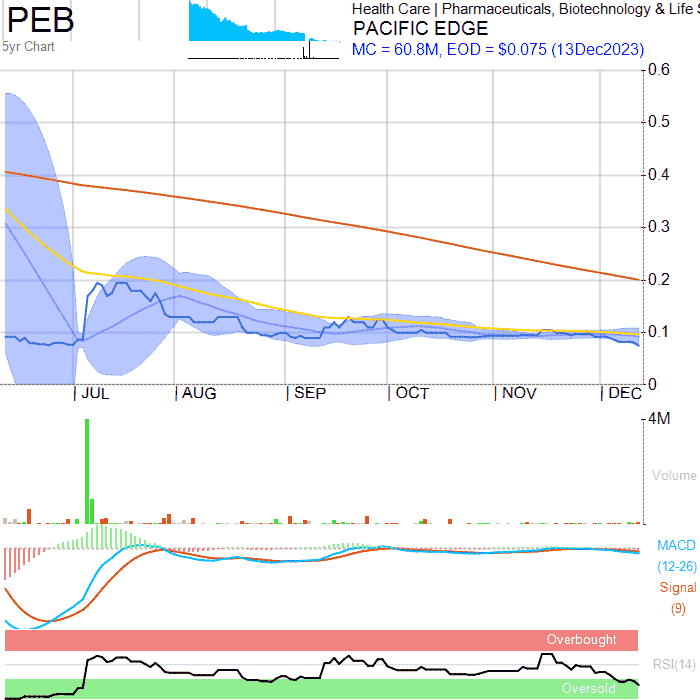 PEB
5yr Chart
Health Care | Pharmaceuticals, Biotechnology & Life S
PACIFIC EDGE
MC = 60.8M, EOD = $0.075 (13Dec2023)
0.6
0.5
0.4
0.3
0.2
0.1
0
| JUL | AUG | SEP | OCT | NOV | DEC
4M
Volume
MACD
(12-26)
Signal
(9)
Overbought
RSI(14)
Oversold